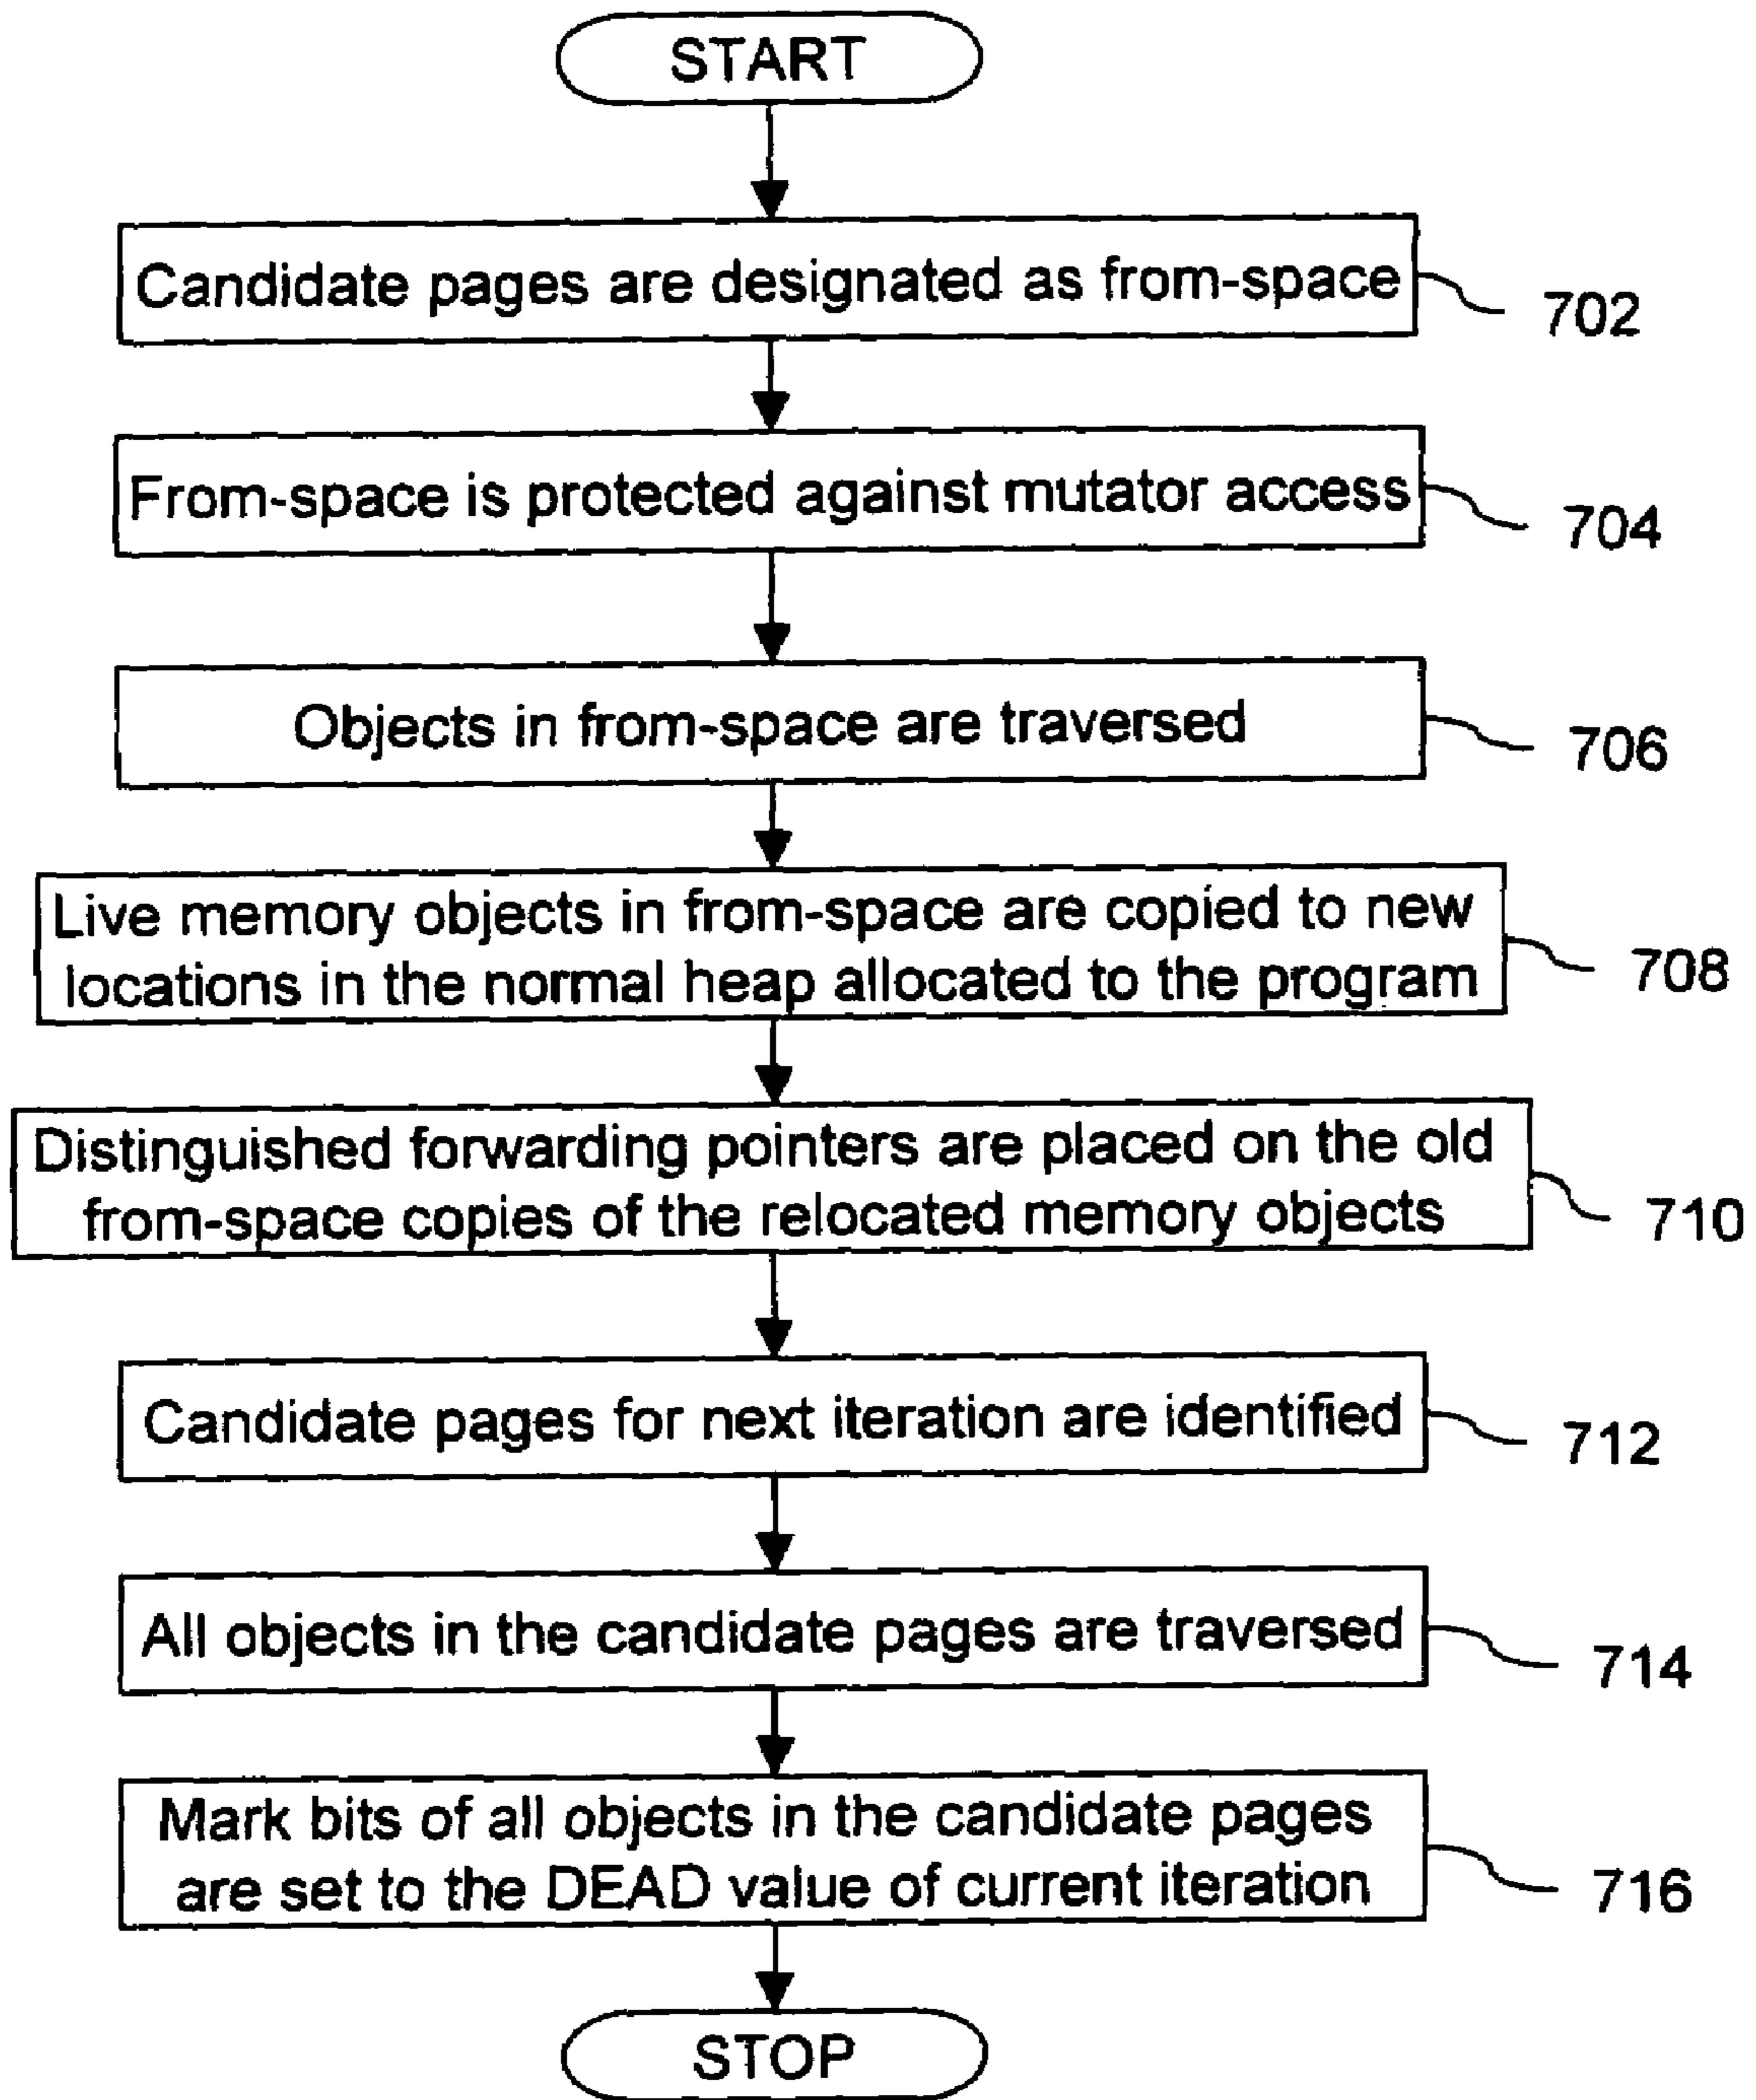 START
Candidate pages are designated as from-space
702
From-space is protected against mutator access
704
Objects in from-space are traversed
706
Live memory objects in from-space are copied to new
locations in the normal heap allocated to the program
708
Distinguished forwarding pointers are placed on the old
from-space copies of the relocated memory objects
710
Candidate pages for next iteration are identified
712
All objects in the candidate pages are traversed
714
Mark bits of all objects in the candidate pages
are set to the DEAD value of current iteration
716
STOP